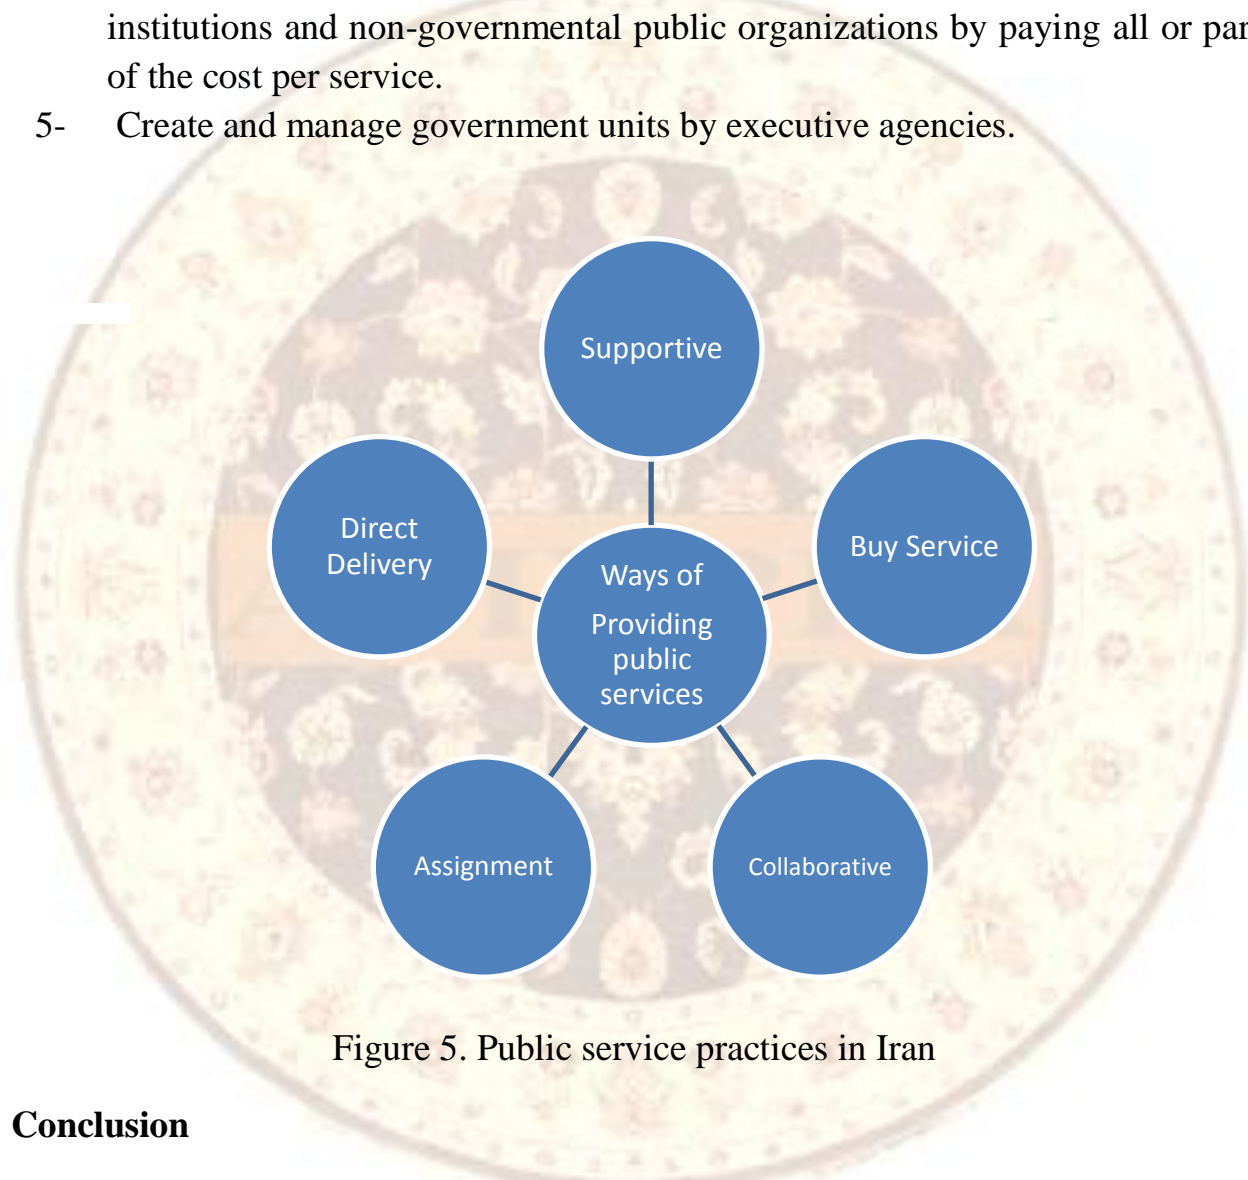 institutions and non-governmental public organizations by paying all or par
of the cost per service.
5- Create and manage government units by executive agencies.
Supportive
Direct
Delivery
Buy Service
Ways of
Providing
public
services
Assignment
Collaborative
Figure 5. Public service practices in Iran
Conclusion